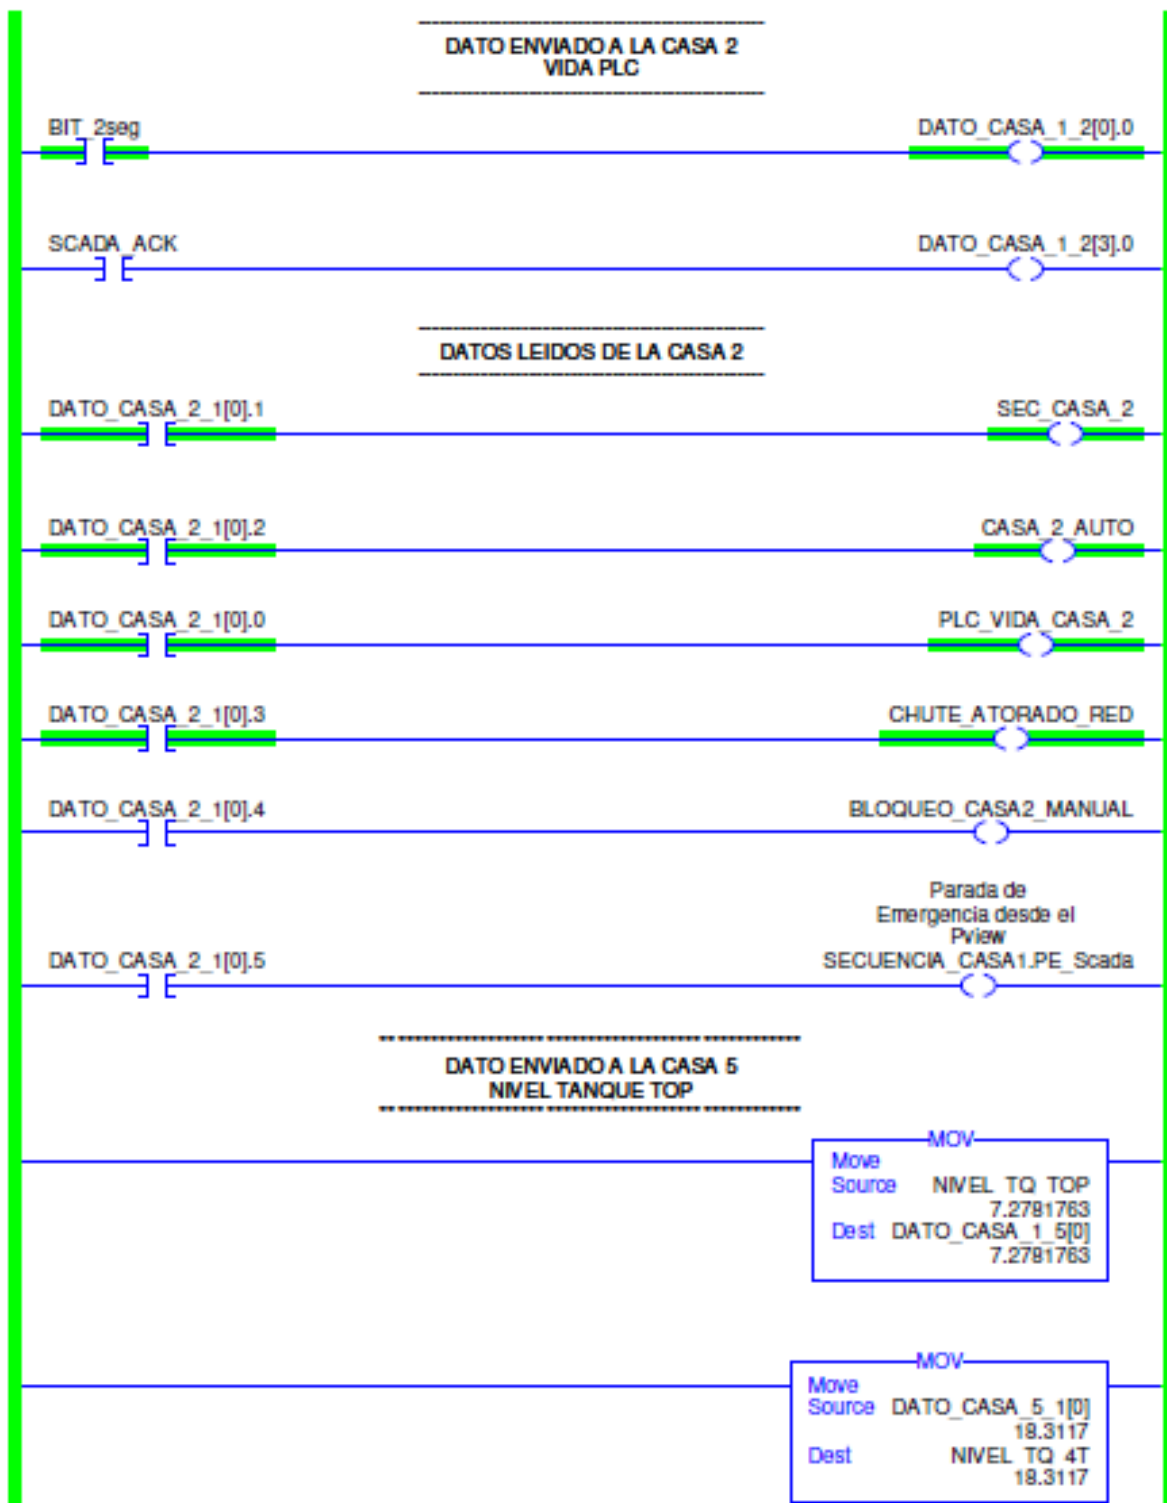 DATO ENVIADO A LA CASA 2
VIDA PLC
BIT_2seg
DATO_CASA_1_2[0].0
SCADA_ACK
DATO_CASA_1_2[3].0
DATOS LEIDOS DE LA CASA 2
DATO_CASA_2_1[0].1
SEC_CASA_2
DATO_CASA_2_1[0].2
CASA_2_AUTO
DATO_CASA_2_1[0].0
PLC_VIDA_CASA_2
DATO_CASA_2_1[0].3
CHUTE_ATORADO_RED
DATO_CASA_2_1[0].4
BLOQUEO_CASA2_MANUAL
Parada de
Emergencia desde el
Pview
DATO_CASA_2_1[0].5
SECUENCIA_CASA1.PE_Scada
DATO ENVIADO A LA CASA 5
NIVEL TANQUE TOP
MOV
Move
Source NIVEL_TQ_TOP
7.2781763
Dest DATO_CASA_1_5[0]
7.2781763
MOV
Move
Source DATO_CASA_5_1[0]
18.3117
Dest NIVEL_TQ_4T
18.3117